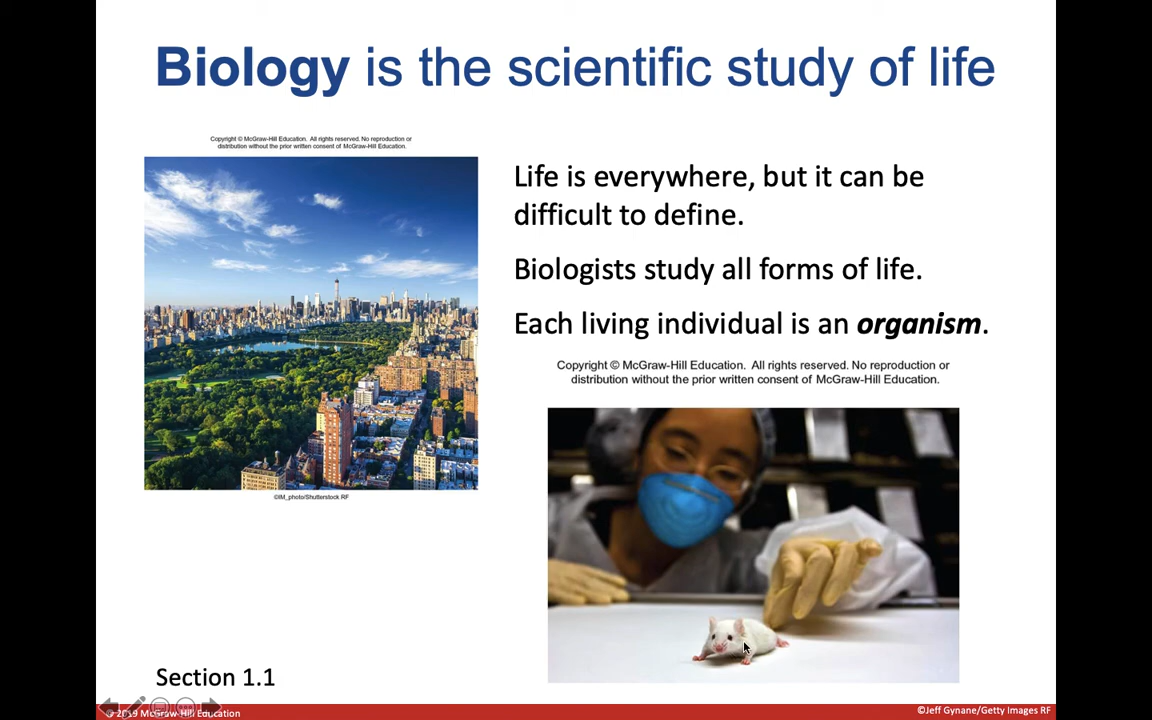 Biology is the scientific study of life
Copyright © McGraw-Hill Education. All rights reserved. No reproduction or
distribution without the prior written consent of McGraw-Hill Education.
©IM_photo/Shutterstock RF
Life is everywhere, but it can be
difficult to define.
Biologists study all forms of life.
Each living individual is an organism.
Copyright © McGraw-Hill Education. All rights reserved. No reproduction or
distribution without the prior written consent of McGraw-Hill Education.
Section 1.1
© 2019 McGraw-Hill Education
©Jeff Gynane/Getty Images RF